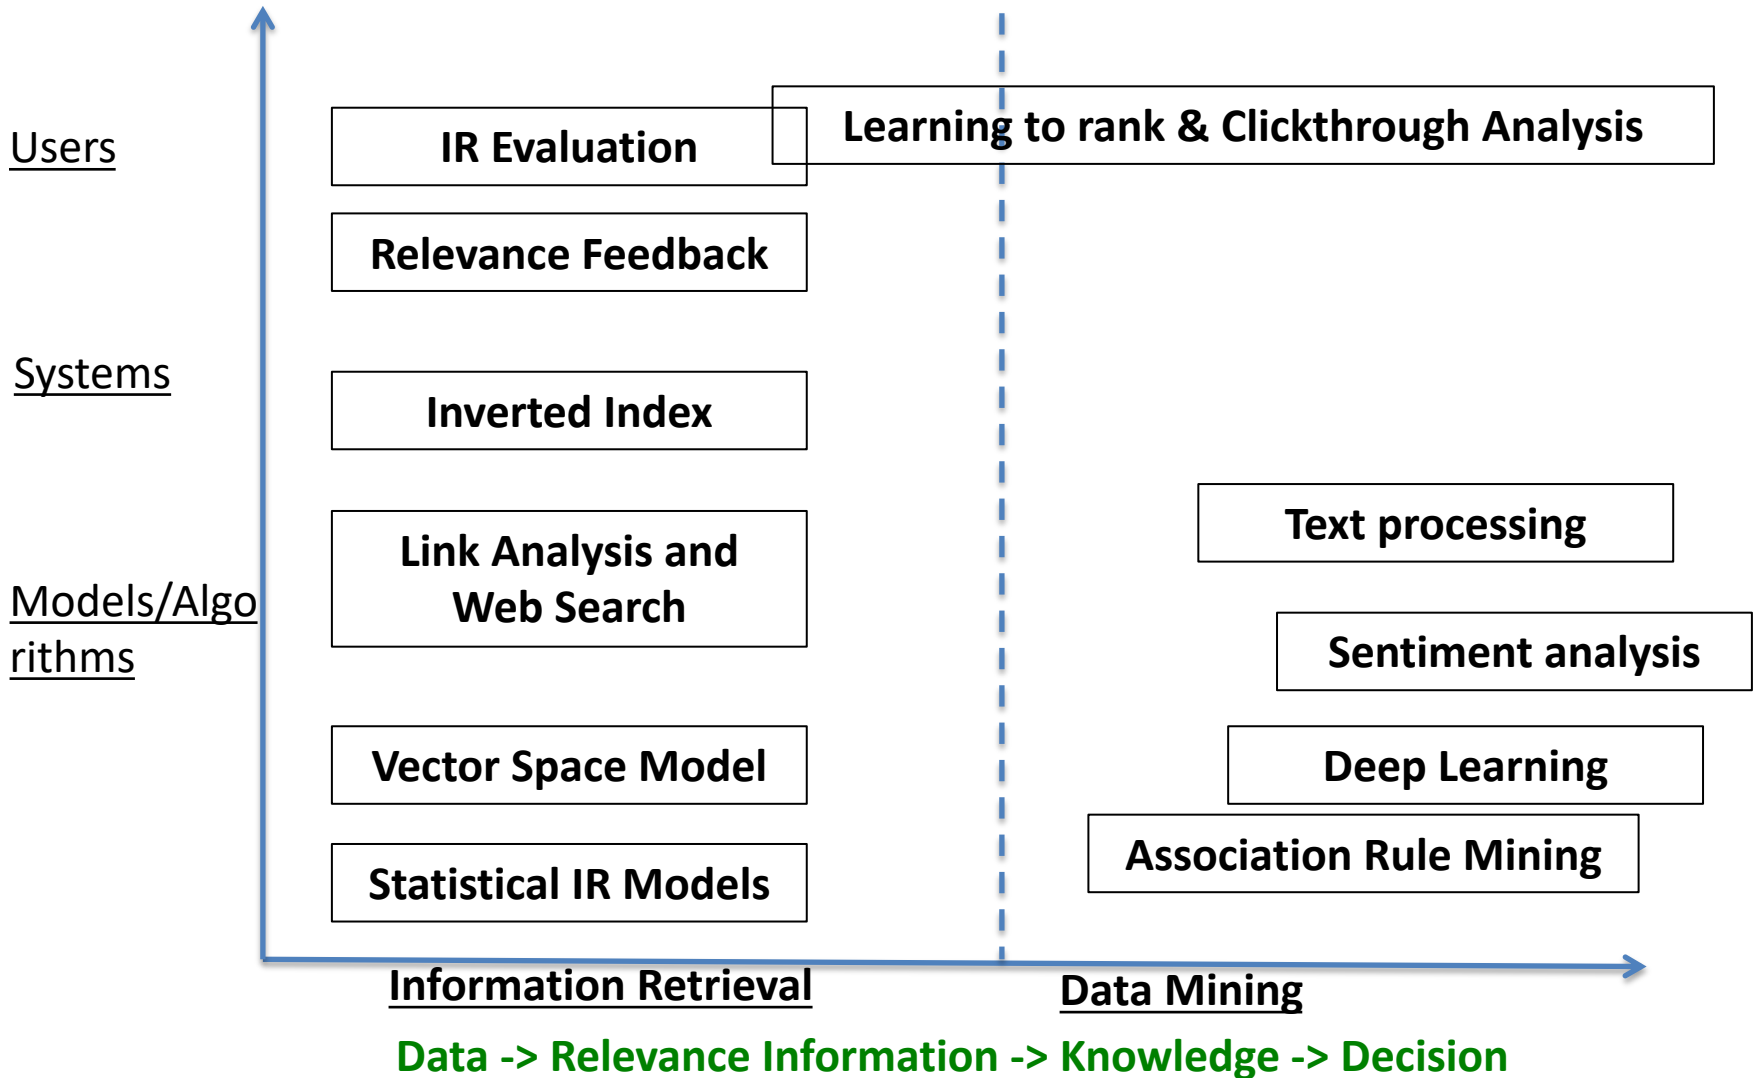 Users
IR Evaluation
Learning to rank & Clickthrough Analysis
Relevance Feedback
Systems
Inverted Index
Text processing
Link Analysis and
Web Search
Models/Algo
rithms
Sentiment analysis
Vector Space Model
Deep Learning
Association Rule Mining
Statistical IR Models
Information Retrieval
Data Mining
Data -> Relevance Information -> Knowledge -> Decision